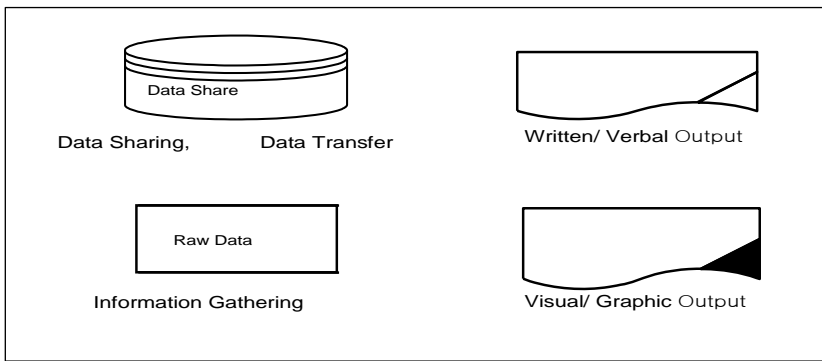 Data Share
Data Sharing, Data Transfer
Written/ Verbal Output
Raw Data
Information Gathering
Visual/ Graphic Output